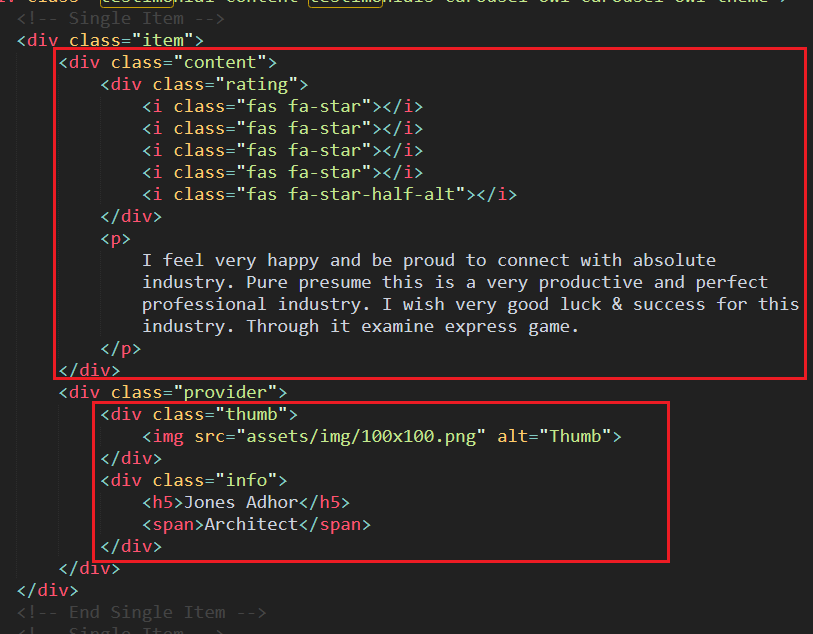 testimonial-content testimonials-carousel owl-carousel owl-theme">
<!-- Single Item -->
<div class="item">
<div class="content">
<div class="rating">
<i class="fas fa-star"></i>
<i class="fas fa-star"></i>
<i class="fas fa-star"></i>
<i class="fas fa-star"></i>
<i class="fas fa-star-half-alt"></i>
</div>
<p>
I feel very happy and be proud to connect with absolute
industry. Pure presume this is a very productive and perfect
professional industry. I wish very good luck & success for this
industry. Through it examine express game.
</p>
</div>
<div class="provider">
<div class="thumb">
<img src="assets/img/100x100.png" alt="Thumb">
</div>
<div class="info">
<h5>Jones Adhor</h5>
<span>Architect</span>
</div>
</div>
</div>
<!-- End Single Item -->
<!-- Single Item -->